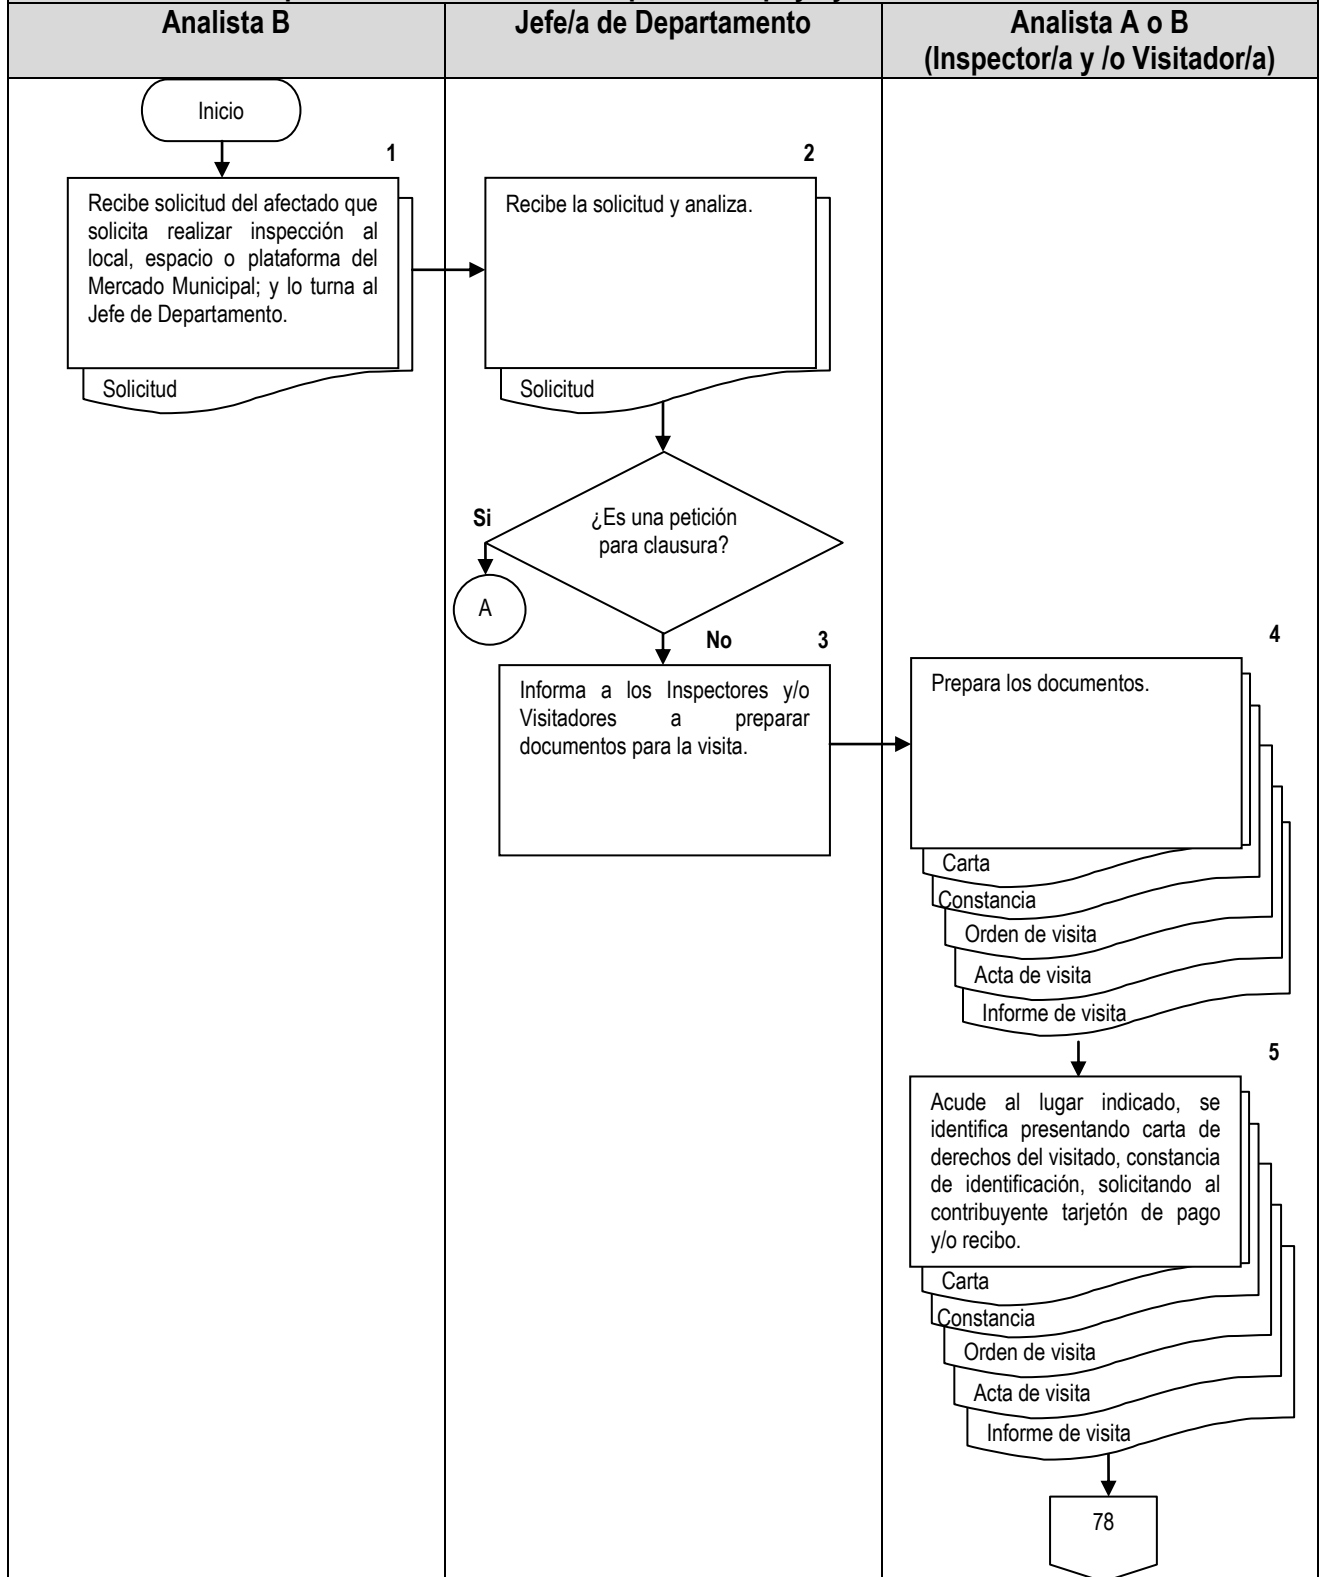 Analista B
Jefe/a de Departamento
Analista A o B
(Inspector/a y /o Visitador/a)
Inicio
1
Recibe solicitud del afectado que
solicita realizar inspección al
local, espacio o plataforma del
Mercado Municipal; y lo turna al
Jefe de Departamento.
Solicitud
2
Recibe la solicitud y analiza.
Solicitud
¿Es una petición
para clausura?
Si
A
No
3
Informa a los Inspectores y/o
Visitadores a preparar
documentos para la visita.
4
Prepara los documentos.
Carta
Constancia
Orden de visita
Acta de visita
Informe de visita
5
Acude al lugar indicado, se
identifica presentando carta de
derechos del visitado, constancia
de identificación, solicitando al
contribuyente tarjetón de pago
y/o recibo.
Carta
Constancia
Orden de visita
Acta de visita
Informe de visita
78